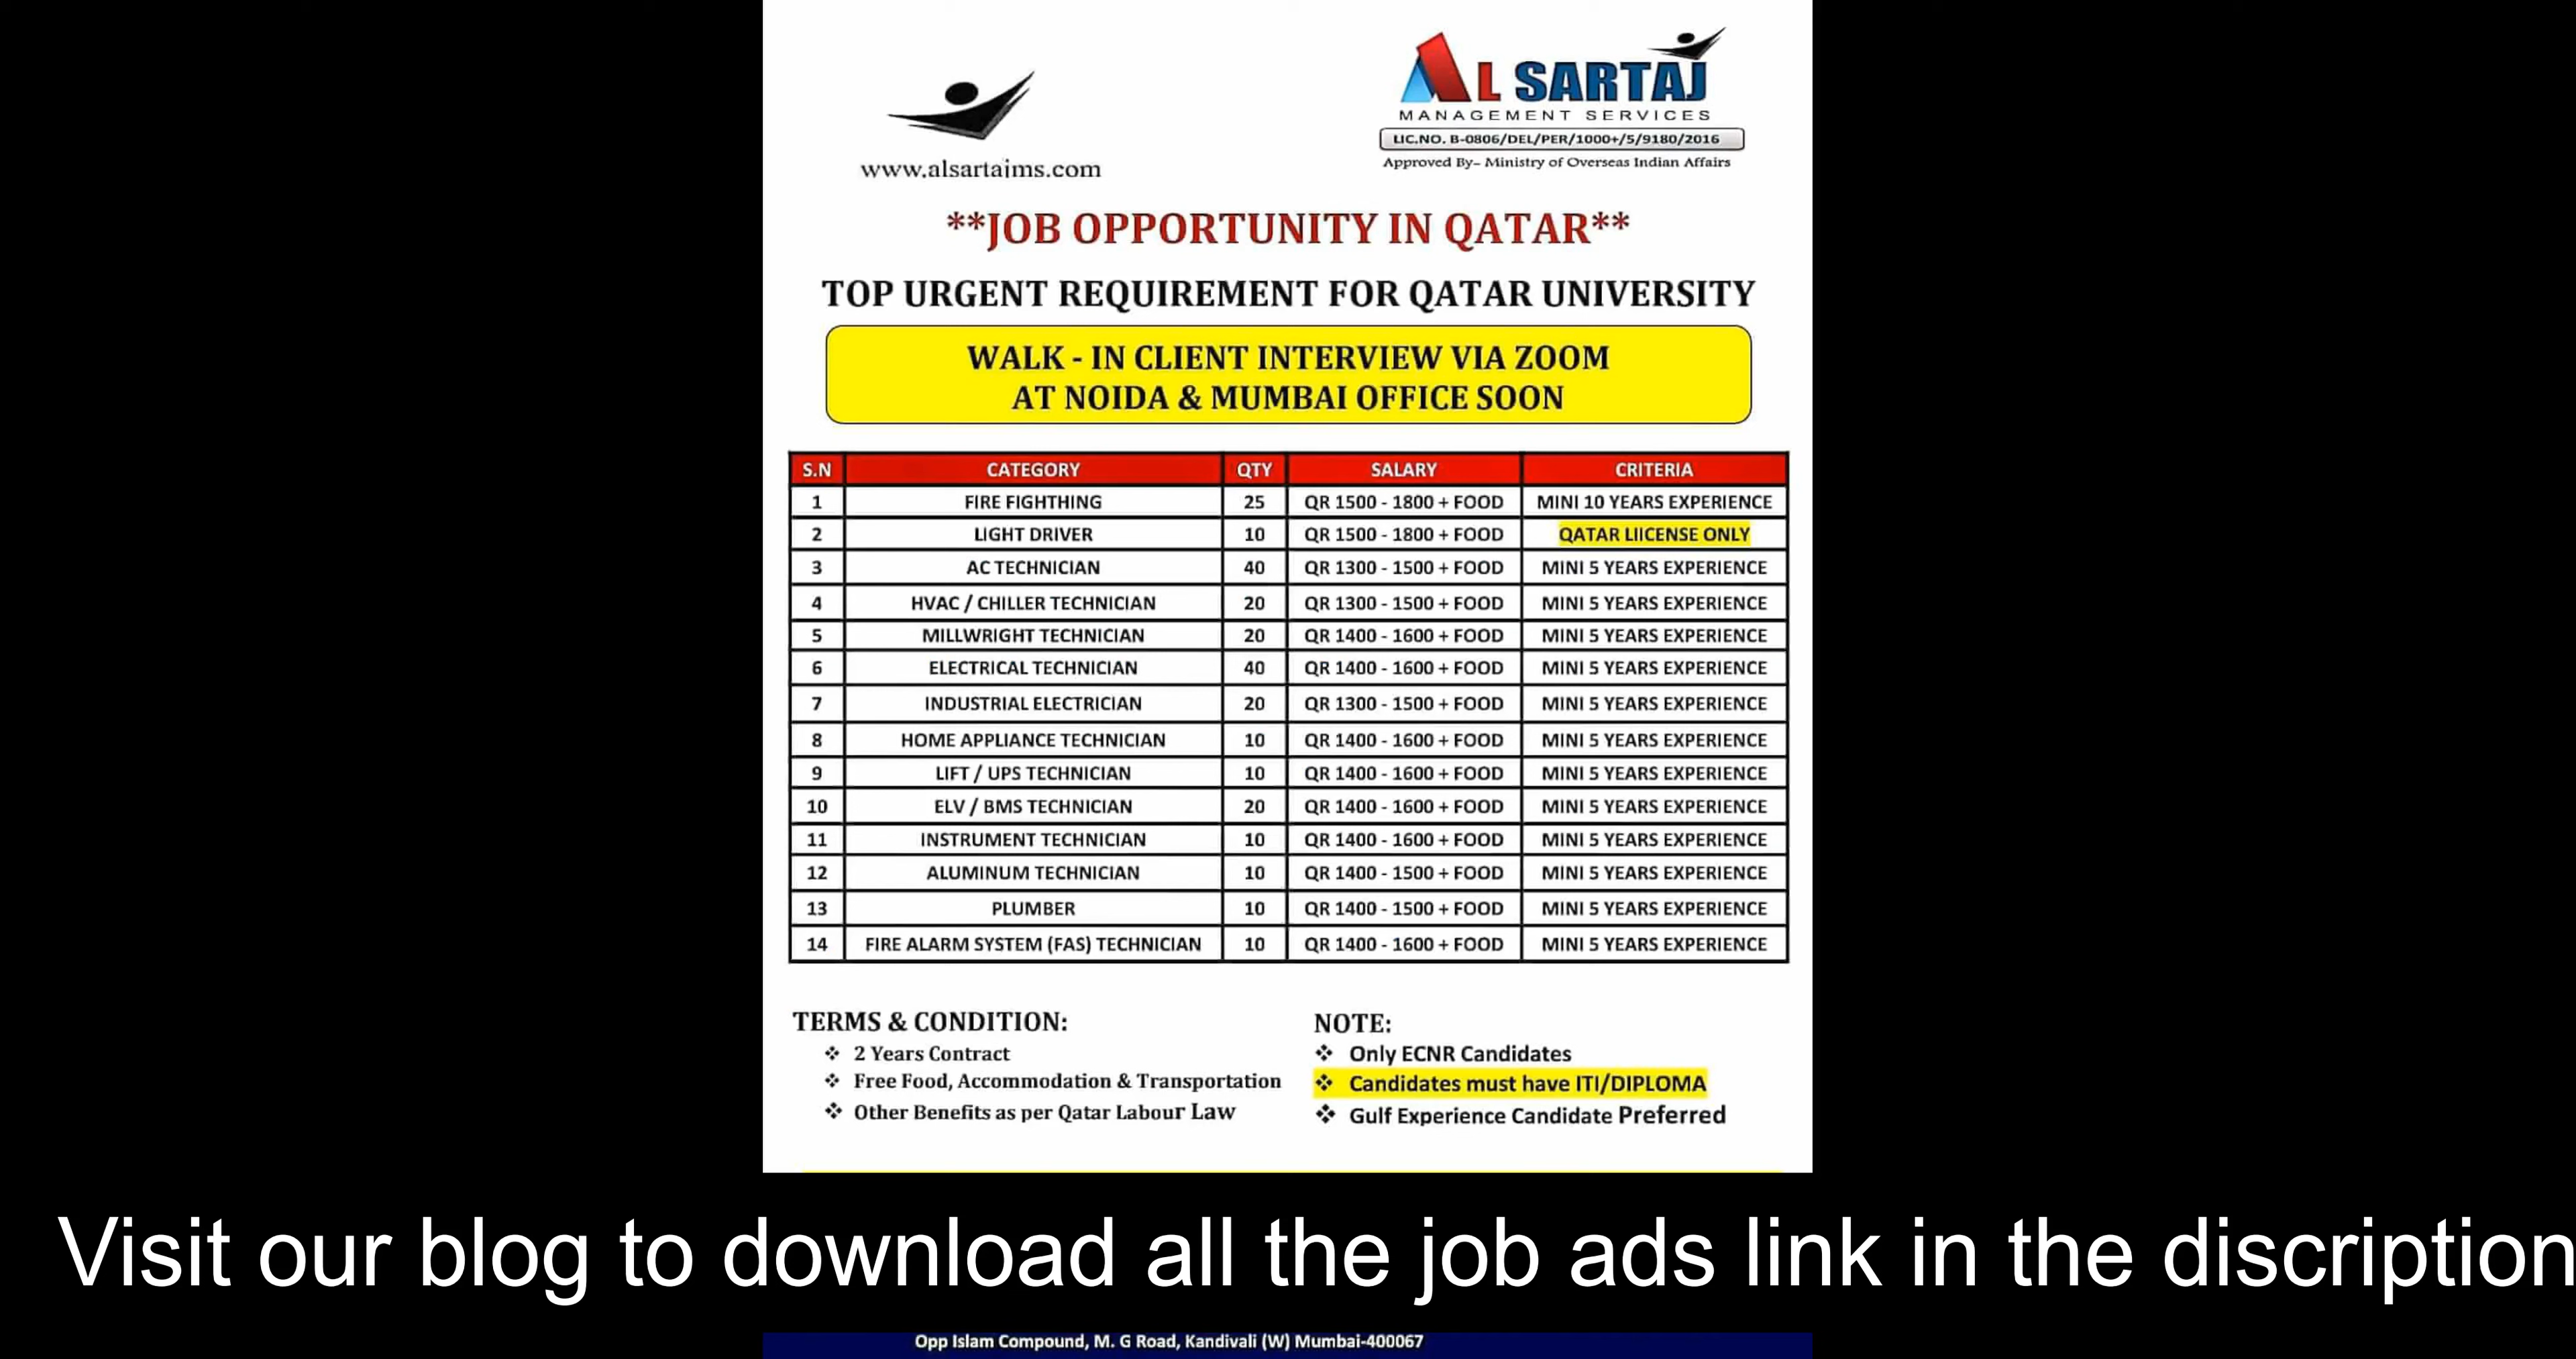 AL SARTAJ
MANAGEMENT SERVICES
LIC.NO. B-0806/DEL/PER/1000+/5/9180/2016
Approved By- Ministry of Overseas Indian Affairs
www.alsartajms.com
**JOB OPPORTUNITY IN QATAR**
TOP URGENT REQUIREMENT FOR QATAR UNIVERSITY
WALK - IN CLIENT INTERVIEW VIA ZOOM
AT NOIDA & MUMBAI OFFICE SOON
S.N CATEGORY QTY SALARY CRITERIA
1 FIRE FIGHTHING 25 QR 1500 - 1800 + FOOD MINI 10 YEARS EXPERIENCE
2 LIGHT DRIVER 10 QR 1500 - 1800 + FOOD QATAR LIICENSE ONLY
3 AC TECHNICIAN 40 QR 1300 - 1500 + FOOD MINI 5 YEARS EXPERIENCE
4 HVAC / CHILLER TECHNICIAN 20 QR 1300 - 1500 + FOOD MINI 5 YEARS EXPERIENCE
5 MILLWRIGHT TECHNICIAN 20 QR 1400 - 1600 + FOOD MINI 5 YEARS EXPERIENCE
6 ELECTRICAL TECHNICIAN 40 QR 1400 - 1600 + FOOD MINI 5 YEARS EXPERIENCE
7 INDUSTRIAL ELECTRICIAN 20 QR 1300 - 1500 + FOOD MINI 5 YEARS EXPERIENCE
8 HOME APPLIANCE TECHNICIAN 10 QR 1400 - 1600 + FOOD MINI 5 YEARS EXPERIENCE
9 LIFT / UPS TECHNICIAN 10 QR 1400 - 1600 + FOOD MINI 5 YEARS EXPERIENCE
10 ELV / BMS TECHNICIAN 20 QR 1400 - 1600 + FOOD MINI 5 YEARS EXPERIENCE
11 INSTRUMENT TECHNICIAN 10 QR 1400 - 1600 + FOOD MINI 5 YEARS EXPERIENCE
12 ALUMINUM TECHNICIAN 10 QR 1400 - 1500 + FOOD MINI 5 YEARS EXPERIENCE
13 PLUMBER 10 QR 1400 - 1500 + FOOD MINI 5 YEARS EXPERIENCE
14 FIRE ALARM SYSTEM (FAS) TECHNICIAN 10 QR 1400 - 1600 + FOOD MINI 5 YEARS EXPERIENCE
TERMS & CONDITION:
❖ 2 Years Contract
❖ Free Food, Accommodation & Transportation
❖ Other Benefits as per Qatar Labour Law
NOTE:
❖ Only ECNR Candidates
❖ Candidates must have ITI/DIPLOMA
❖ Gulf Experience Candidate Preferred
Visit our blog to download all the job ads link in the discription
Opp Islam Compound, M. G Road, Kandivali (W) Mumbai-400067